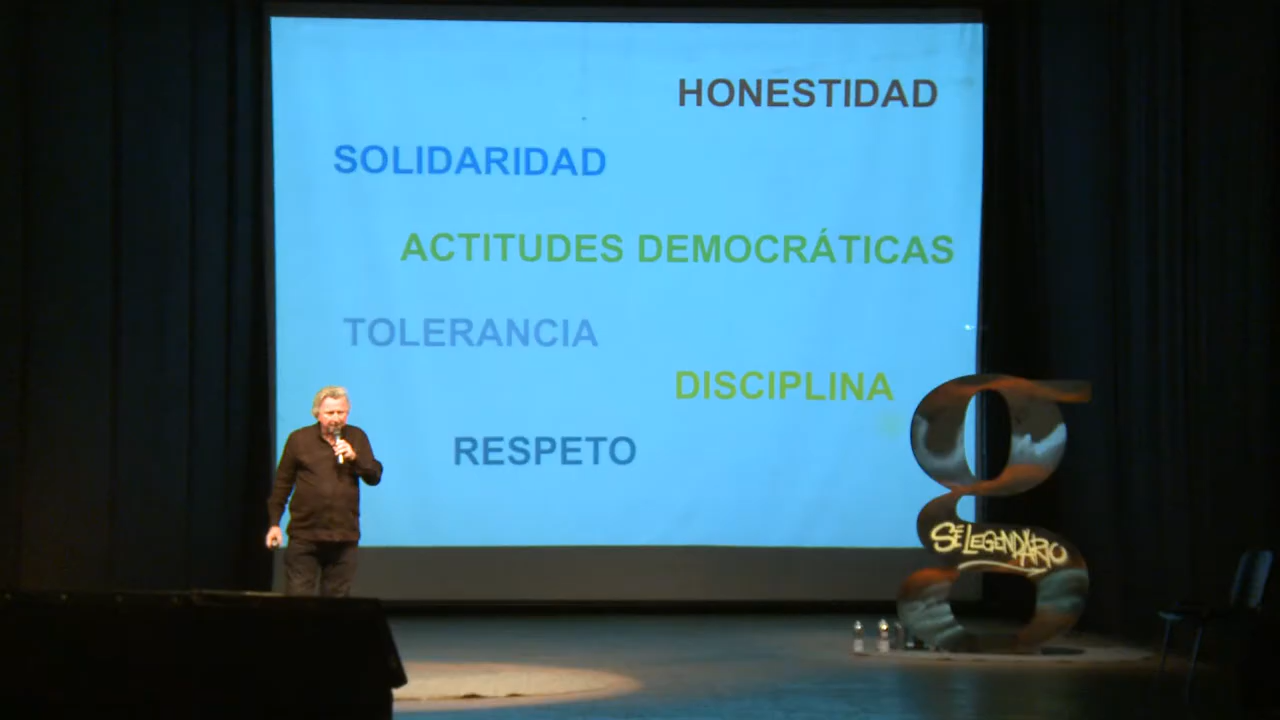 HONESTIDAD
SOLIDARIDAD
ACTITUDES DEMOCRÁTICAS
TOLERANCIA
DISCIPLINA
RESPETO
g
SÉ LEGENDARIO